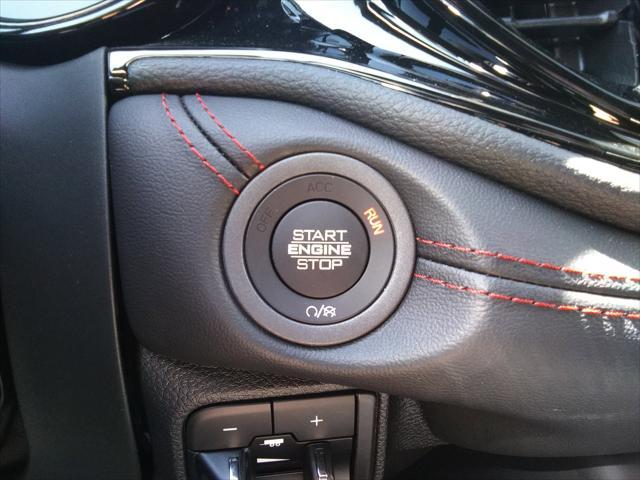 ACC
OFF
RUN
START
ENGINE
STOP
− +